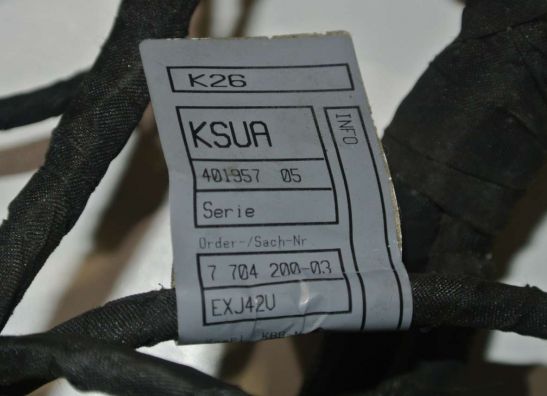 K26
KSUA
401957 05
Serie
Order-/Sach-Nr
7 704 200-03
EXJ42U
INFO